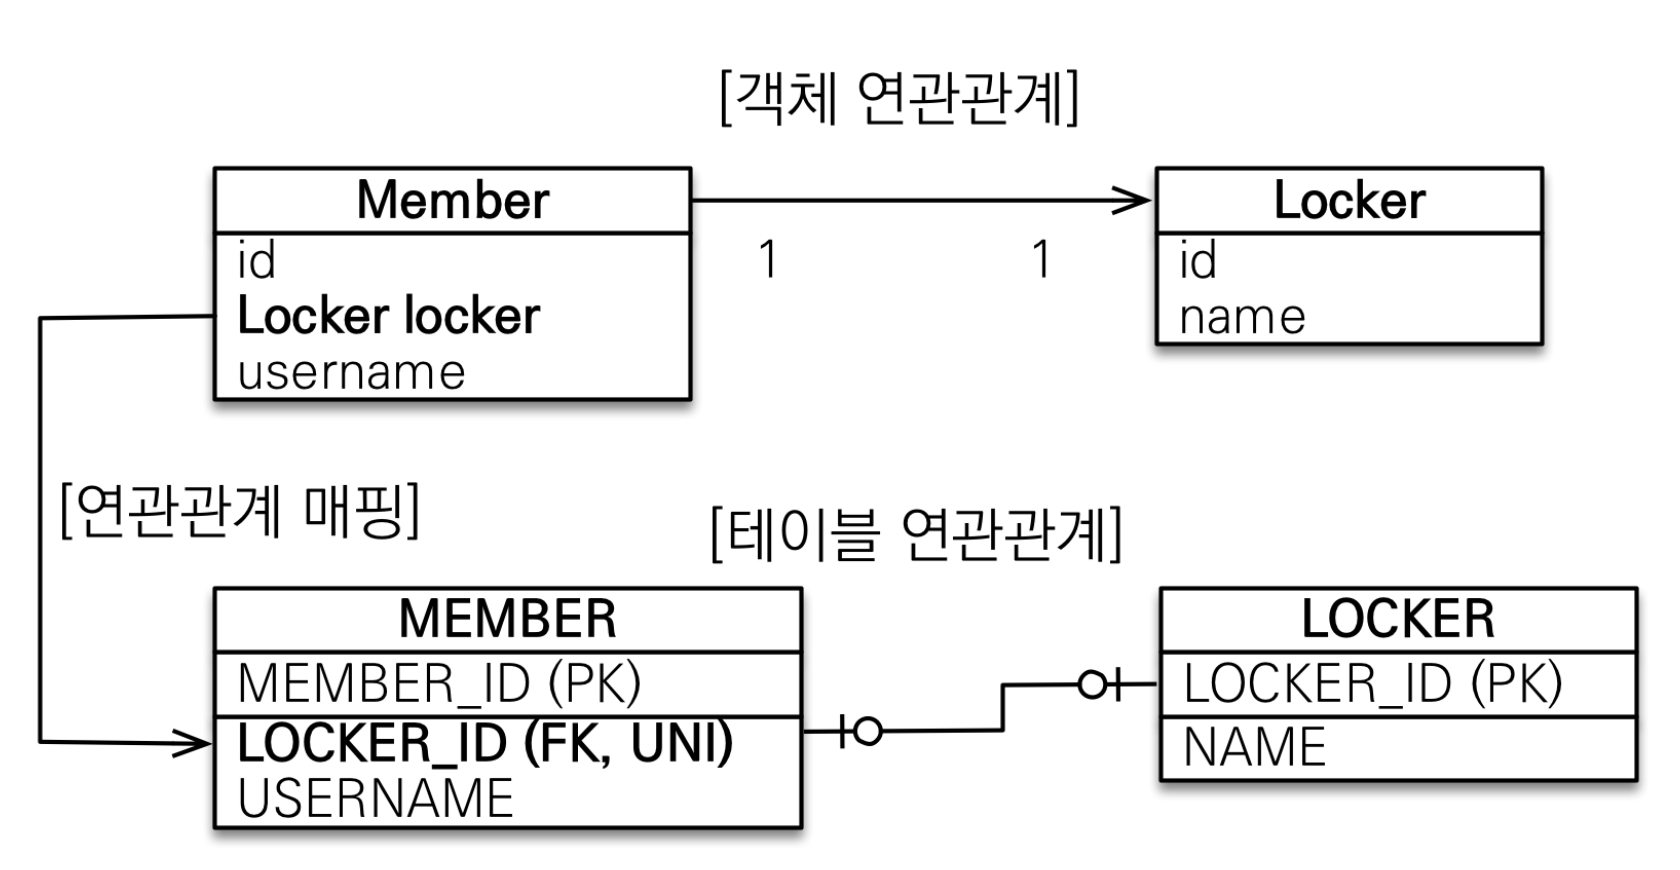 [객체 연관관계]
Member
id
Locker locker
username
1
1
Locker
id
name
[연관관계 매핑]
[테이블 연관관계]
MEMBER
MEMBER_ID (PK)
LOCKER_ID (FK, UNI)
USERNAME
LOCKER
LOCKER_ID (PK)
NAME